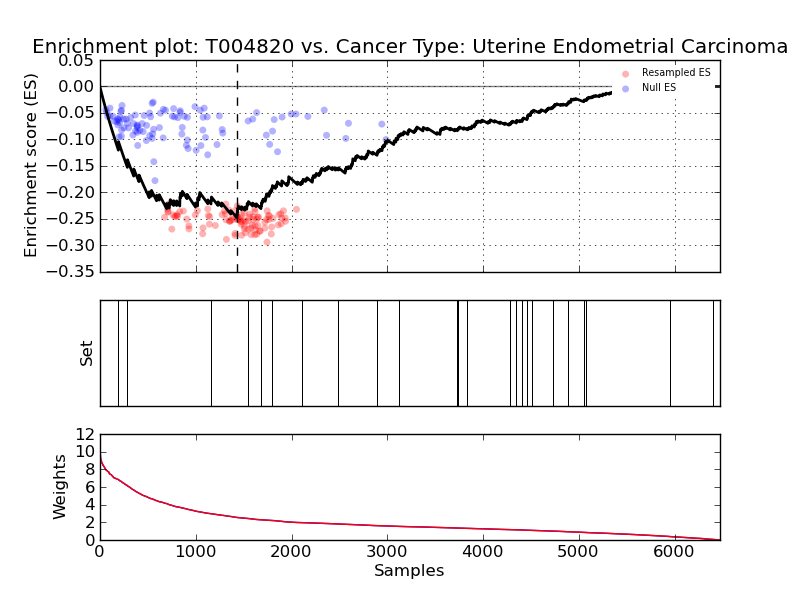 Enrichment plot: T004820 vs. Cancer Type: Uterine Endometrial Carcinoma
0.05
0.00
−0.05
−0.10
−0.15
−0.20
−0.25
−0.30
−0.35
Enrichment score (ES)
Resampled ES
Null ES
Set
12
10
8
6
4
2
0
Weights
0 1000 2000 3000 4000 5000 6000
Samples